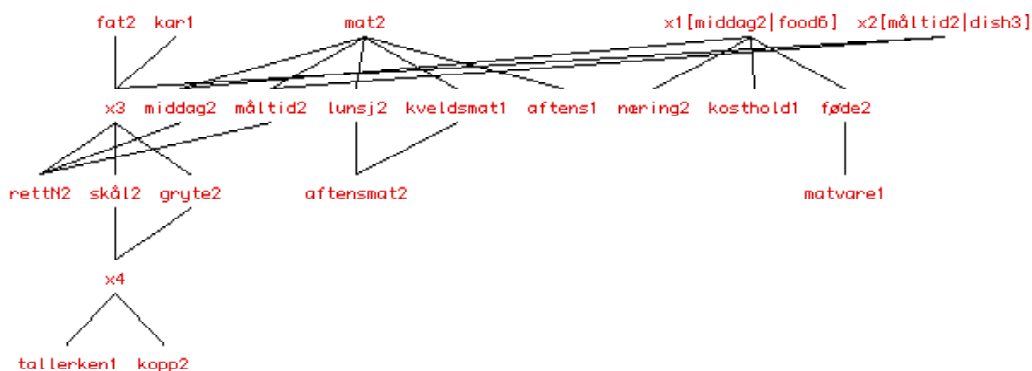 fat2 kar1 mat2 x1[middag2|food6] x2[måltid2|dish3]
x3 middag2 måltid2 lunsj2 kveldsmat1 aftens1 næring2 kosthold1 føde2
rettN2 skål2 gryte2 aftensmat2 matvare1
x4
tallerken1 kopp2